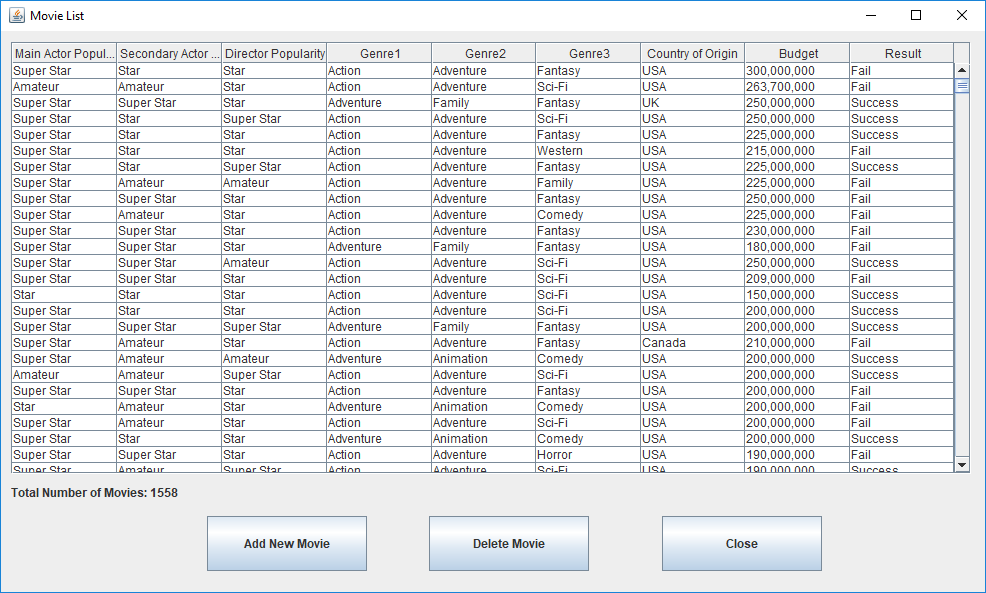 Movie List
Main Actor Popul... Secondary Actor ... Director Popularity Genre1 Genre2 Genre3 Country of Origin Budget Result
Super Star Star Star Action Adventure Fantasy USA 300,000,000 Fail
Amateur Amateur Star Action Adventure Sci-Fi USA 263,700,000 Fail
Super Star Super Star Star Adventure Family Fantasy UK 250,000,000 Success
Super Star Star Super Star Action Adventure Sci-Fi USA 250,000,000 Success
Super Star Star Star Action Adventure Fantasy USA 225,000,000 Success
Super Star Star Star Action Adventure Western USA 215,000,000 Fail
Super Star Star Super Star Action Adventure Fantasy USA 225,000,000 Success
Super Star Amateur Amateur Action Adventure Family USA 225,000,000 Fail
Super Star Super Star Star Action Adventure Fantasy USA 250,000,000 Fail
Super Star Amateur Star Action Adventure Comedy USA 225,000,000 Fail
Super Star Super Star Star Action Adventure Fantasy USA 230,000,000 Fail
Super Star Super Star Star Adventure Family Fantasy USA 180,000,000 Fail
Super Star Super Star Amateur Action Adventure Sci-Fi USA 250,000,000 Success
Super Star Super Star Star Action Adventure Sci-Fi USA 209,000,000 Fail
Star Star Star Action Adventure Sci-Fi USA 150,000,000 Success
Super Star Star Star Action Adventure Sci-Fi USA 200,000,000 Success
Super Star Super Star Super Star Adventure Family Fantasy USA 200,000,000 Success
Super Star Amateur Star Action Adventure Fantasy Canada 210,000,000 Fail
Super Star Amateur Amateur Adventure Animation Comedy USA 200,000,000 Success
Amateur Amateur Super Star Action Adventure Sci-Fi USA 200,000,000 Success
Super Star Super Star Star Action Adventure Fantasy USA 200,000,000 Fail
Star Amateur Star Adventure Animation Comedy USA 200,000,000 Fail
Super Star Amateur Star Action Adventure Sci-Fi USA 200,000,000 Fail
Super Star Star Star Adventure Animation Comedy USA 200,000,000 Success
Super Star Super Star Star Action Adventure Horror USA 190,000,000 Fail
Super Star Amateur Super Star Action Adventure Sci-Fi USA 190,000,000 Success
Total Number of Movies: 1558
Add New Movie Delete Movie Close